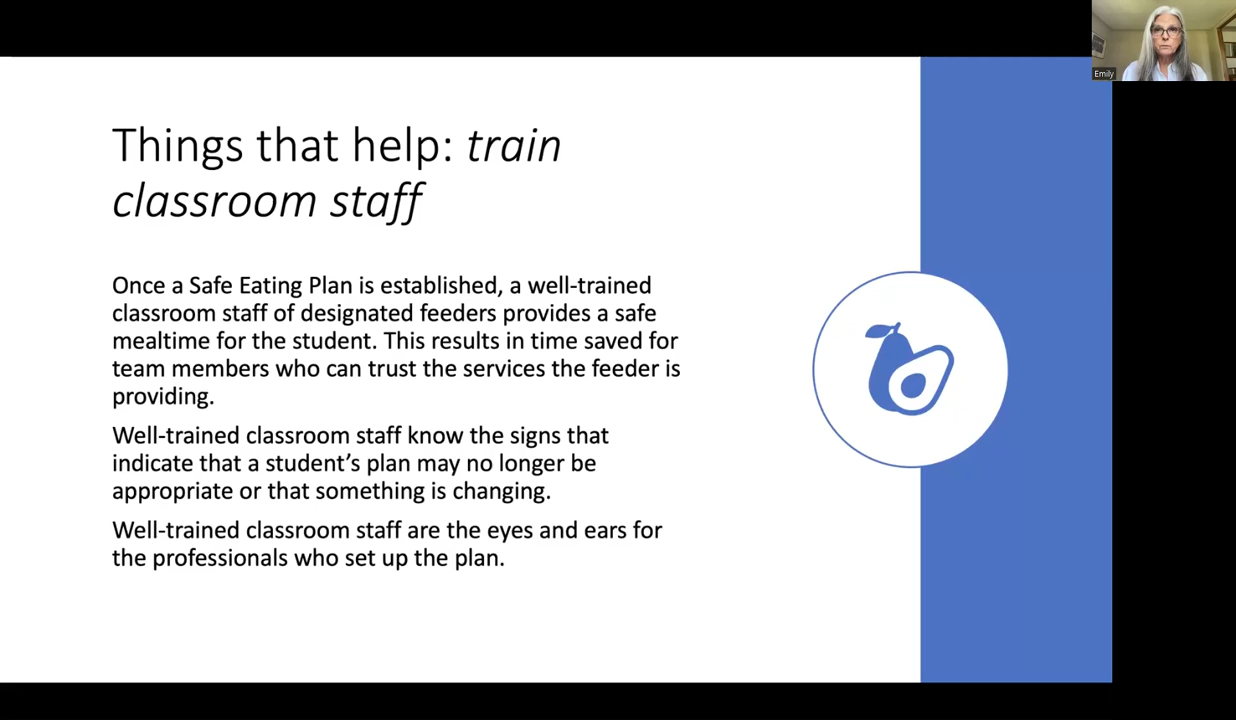 Emily
Things that help: train
classroom staff
Once a Safe Eating Plan is established, a well-trained
classroom staff of designated feeders provides a safe
mealtime for the student. This results in time saved for
team members who can trust the services the feeder is
providing.
Well-trained classroom staff know the signs that
indicate that a student’s plan may no longer be
appropriate or that something is changing.
Well-trained classroom staff are the eyes and ears for
the professionals who set up the plan.